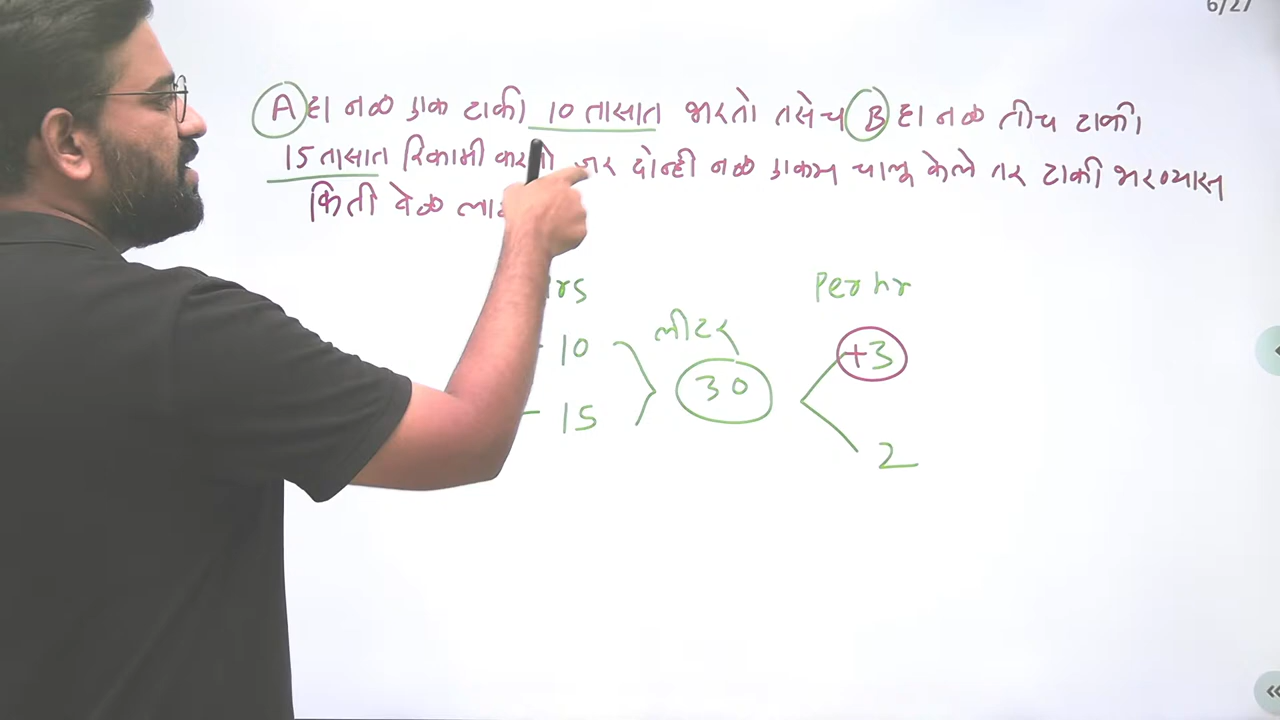 6/27
A हा नळ एक टाकी 10 तासात भरतो तसेच B हा नळ तीच टाकी
15 तासात रिकामी करतो जर दोन्ही नळ एकाच चालू केले तर टाकी भरण्यास
किती वेळ
rs
Per hr
लीटर
10
30
+3
15
2